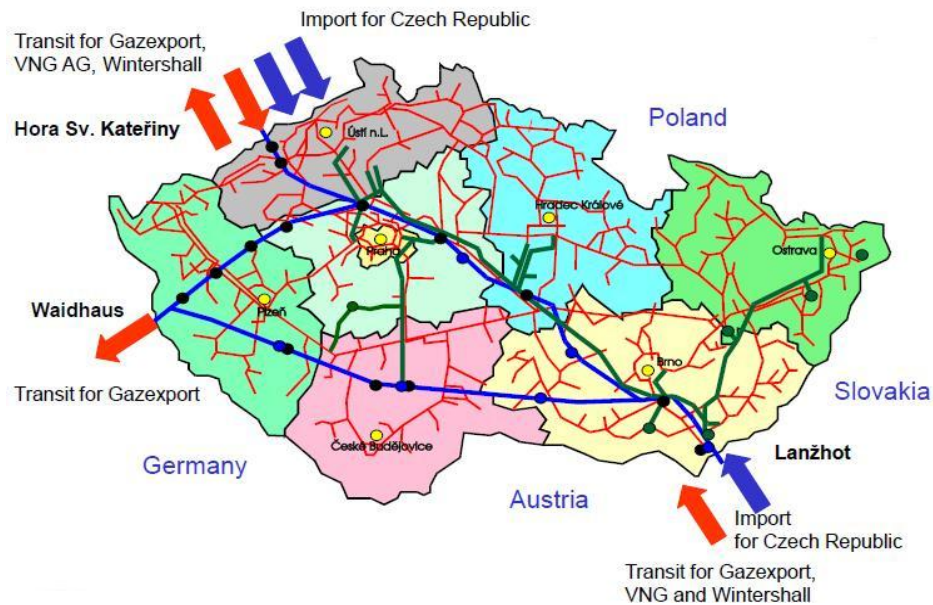 Import for Czech Republic
Transit for Gazexport,
VNG AG, Wintershall
Hora Sv. Kateřiny
Poland
Ústí n.L.
Hradec Králové
Praha
Ostrava
Waidhaus
Plzeň
Brno
Transit for Gazexport
Slovakia
České Budějovice
Lanžhot
Germany
Austria
Import
for Czech Republic
Transit for Gazexport,
VNG and Wintershall